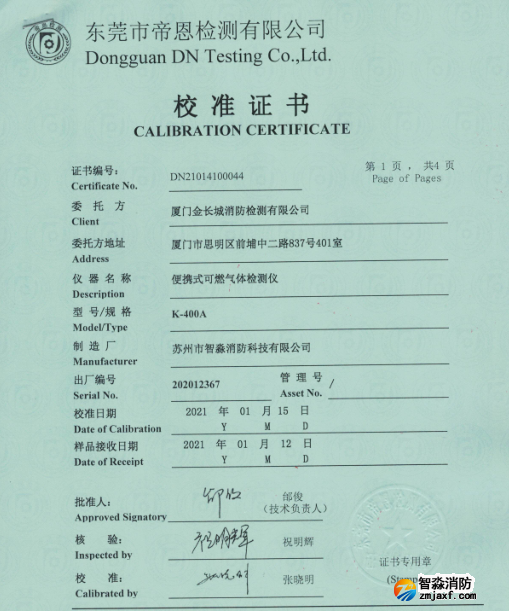 东莞市帝恩检测有限公司
Dongguan DN Testing Co.,Ltd.
校准证书
CALIBRATION CERTIFICATE
证书编号: DN21014100044 第 1 页 , 共4 页
Certificate No. Page of Pages
委托方 厦门金长城消防检测有限公司
Client
委托方地址 厦门市思明区前埔中二路837号401室
Address
仪器名称 便携式可燃气体检测仪
Description
型号/规格 K-400A
Model/Type
制造厂 苏州市智淼消防科技有限公司
Manufacturer
出厂编号 202012367 管理号 /
Serial No. Asset No.
校准日期 2021 年 01 月 15 日
Date of Calibration Y M D
样品接收日期 2021 年 01 月 12 日
Date of Receipt Y M D
批准人: 邰俊
Approved Signatory (技术负责人)
核验: 祝明辉
Inspected by
校准: 张晓明 证书专用章
Calibrated by (Stamp)
智淼消防
zmjaxf.com